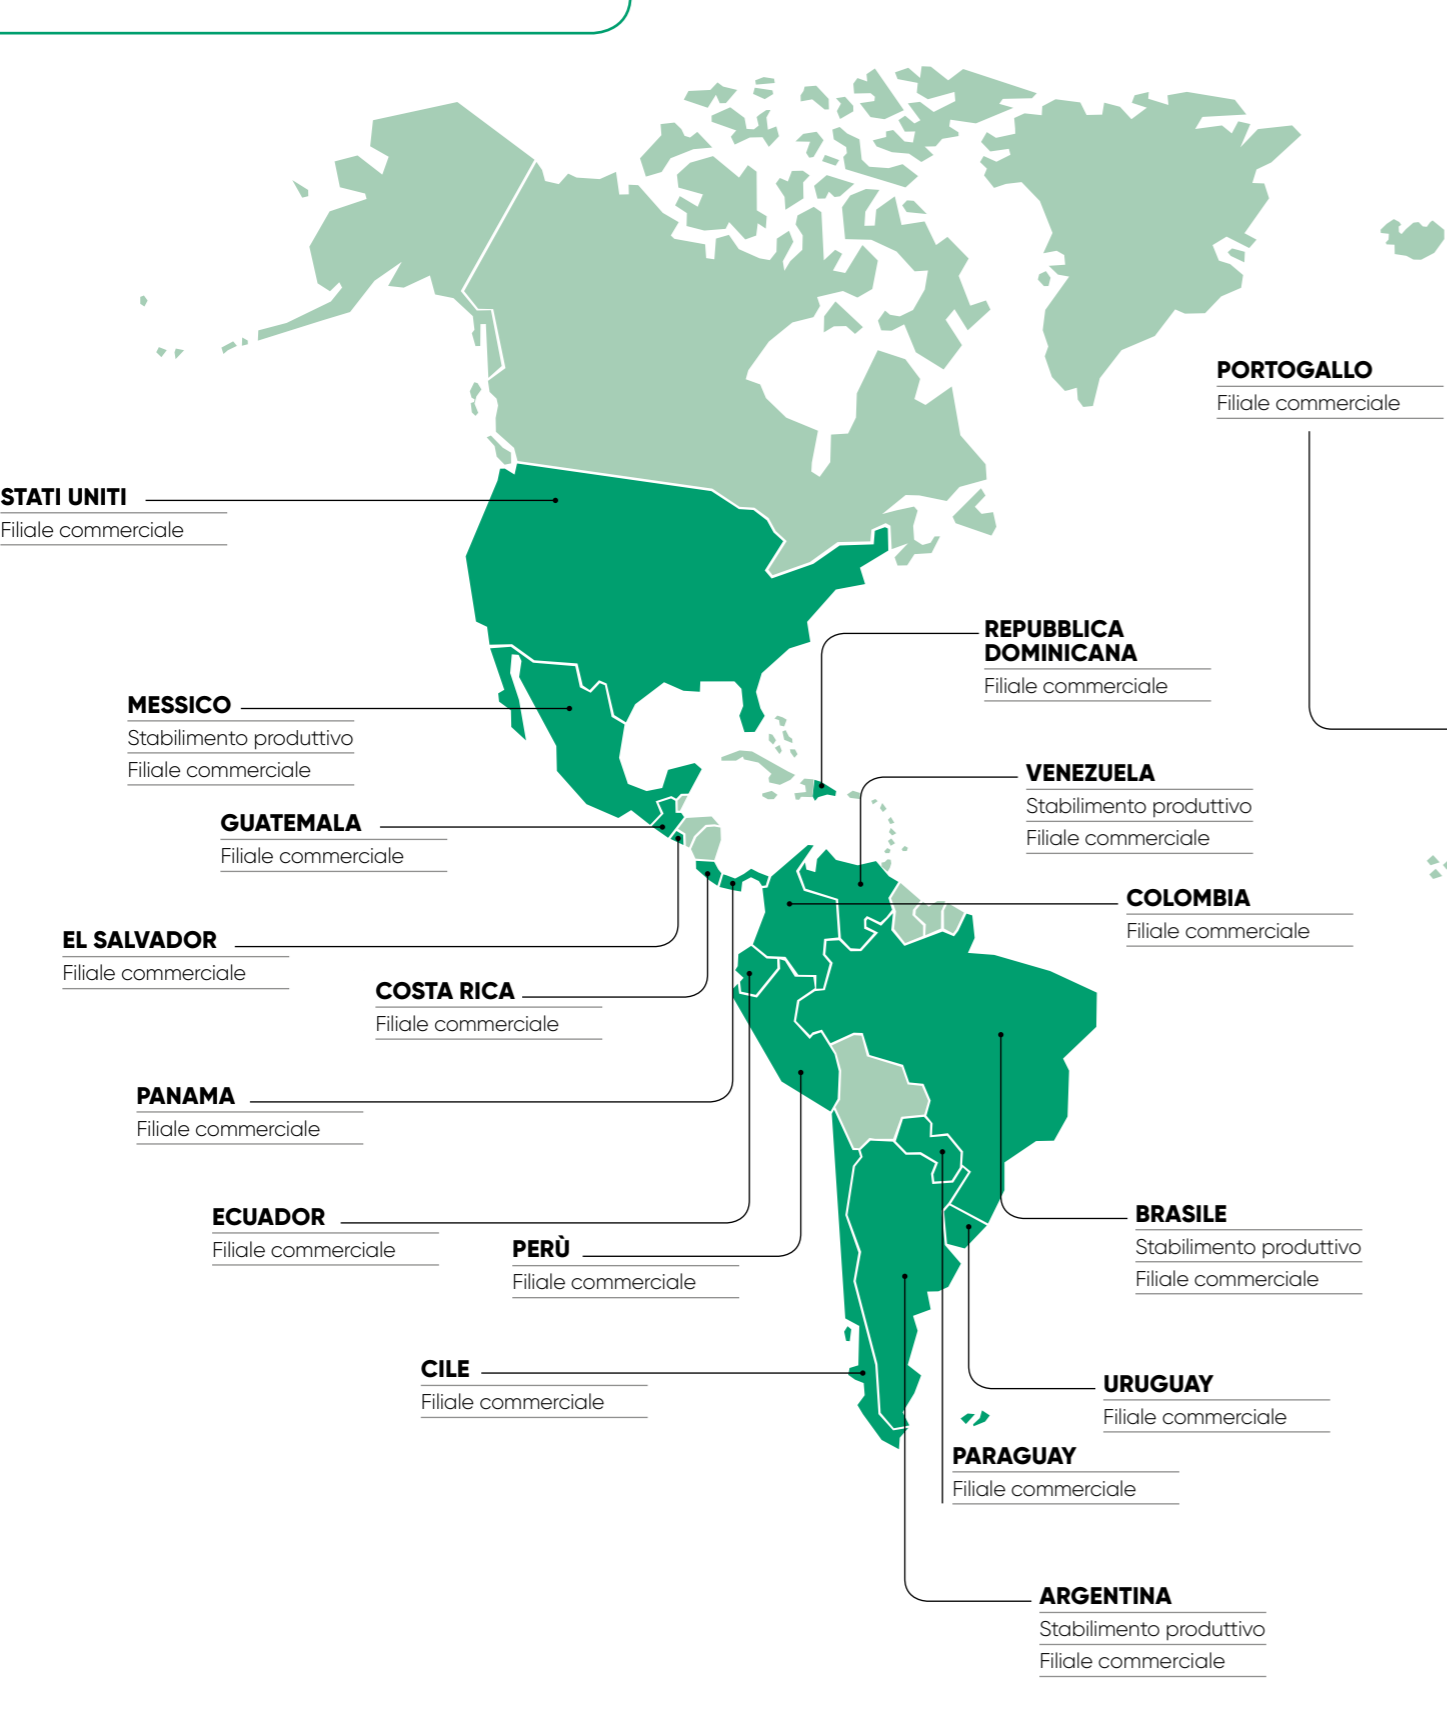 PORTOGALLO
Filiale commerciale
STATI UNITI
Filiale commerciale
REPUBBLICA
DOMINICANA
Filiale commerciale
MESSICO
Stabilimento produttivo
Filiale commerciale
VENEZUELA
Stabilimento produttivo
Filiale commerciale
GUATEMALA
Filiale commerciale
COLOMBIA
Filiale commerciale
EL SALVADOR
Filiale commerciale
COSTA RICA
Filiale commerciale
PANAMA
Filiale commerciale
ECUADOR
Filiale commerciale
PERÙ
Filiale commerciale
BRASILE
Stabilimento produttivo
Filiale commerciale
CILE
Filiale commerciale
URUGUAY
Filiale commerciale
PARAGUAY
Filiale commerciale
ARGENTINA
Stabilimento produttivo
Filiale commerciale